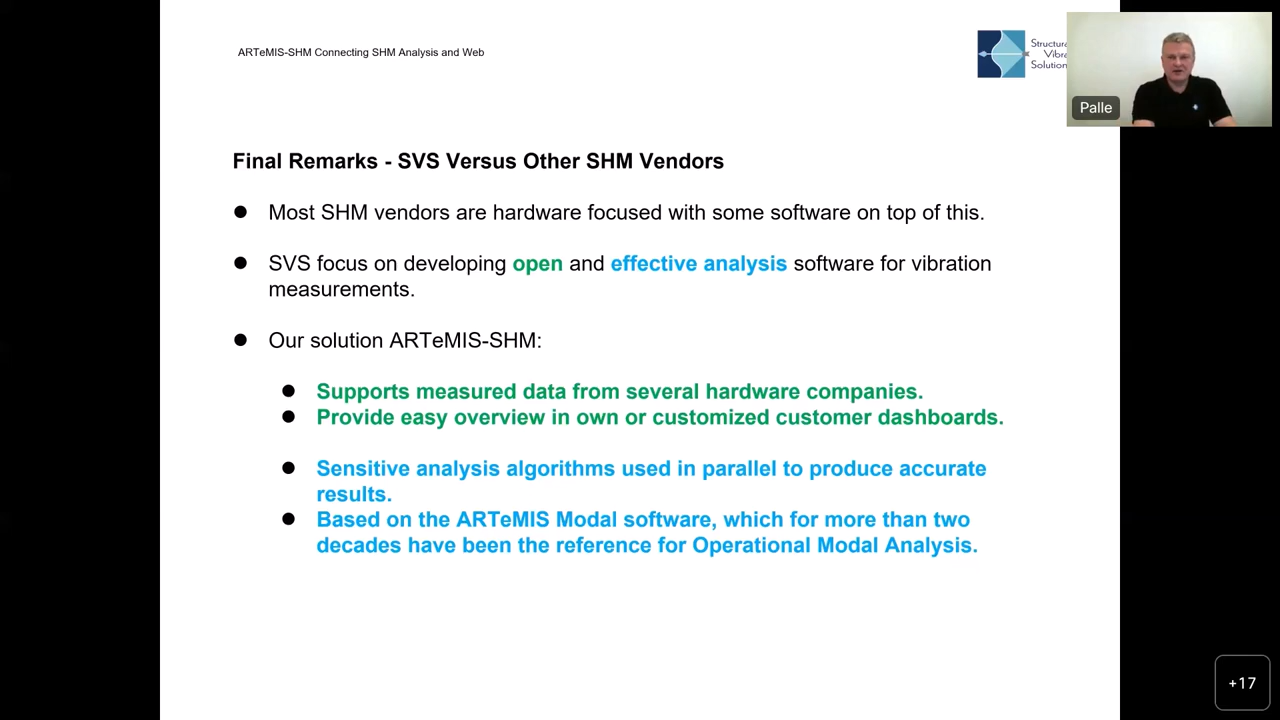 ARTeMIS-SHM Connecting SHM Analysis and Web
Structura
Vibra
Solution
Palle
Final Remarks - SVS Versus Other SHM Vendors
● Most SHM vendors are hardware focused with some software on top of this.
● SVS focus on developing open and effective analysis software for vibration
measurements.
● Our solution ARTeMIS-SHM:
● Supports measured data from several hardware companies.
● Provide easy overview in own or customized customer dashboards.
● Sensitive analysis algorithms used in parallel to produce accurate
results.
● Based on the ARTeMIS Modal software, which for more than two
decades have been the reference for Operational Modal Analysis.
+17